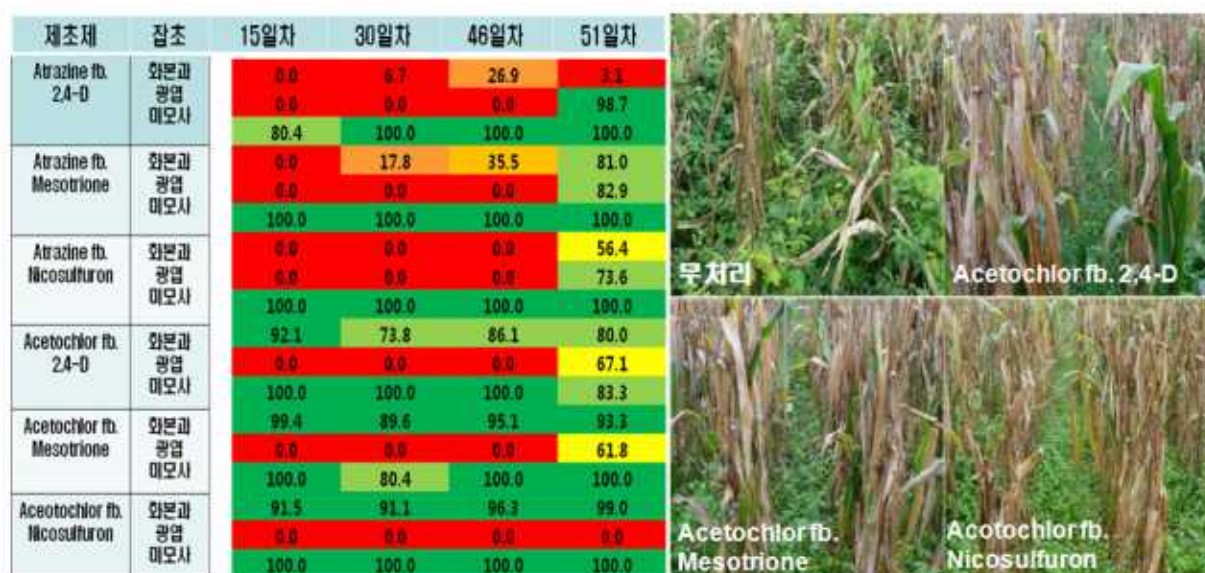 제초제 잡초 15일차 30일차 46일차 51일차
Atrazine fb. 2,4-D
화본과 0.0 6.7 26.9 3.1
광엽 0.0 0.0 0.0 98.7
미모사 80.4 100.0 100.0 100.0
Atrazine fb. Mesotrione
화본과 0.0 17.8 35.5 81.0
광엽 0.0 0.0 0.0 82.9
미모사 100.0 100.0 100.0 100.0
Atrazine fb. Nicosulfuron
화본과 0.0 0.0 0.0 56.4
광엽 0.0 0.0 0.0 73.6
미모사 100.0 100.0 100.0 100.0
Acetochlor fb. 2,4-D
화본과 92.1 73.8 86.1 80.0
광엽 0.0 0.0 0.0 67.1
미모사 100.0 100.0 100.0 83.3
Acetochlor fb. Mesotrione
화본과 99.4 89.6 95.1 93.3
광엽 0.0 0.0 0.0 61.8
미모사 100.0 80.4 100.0 100.0
Aceotochlor fb. Nicosulfuron
화본과 91.5 91.1 96.3 99.0
광엽 0.0 0.0 0.0 0.0
미모사 100.0 100.0 100.0 100.0
무처리
Acetochlor fb. 2,4-D
Acetochlor fb.
Mesotrione
Acotochlor fb.
Nicosulfuron